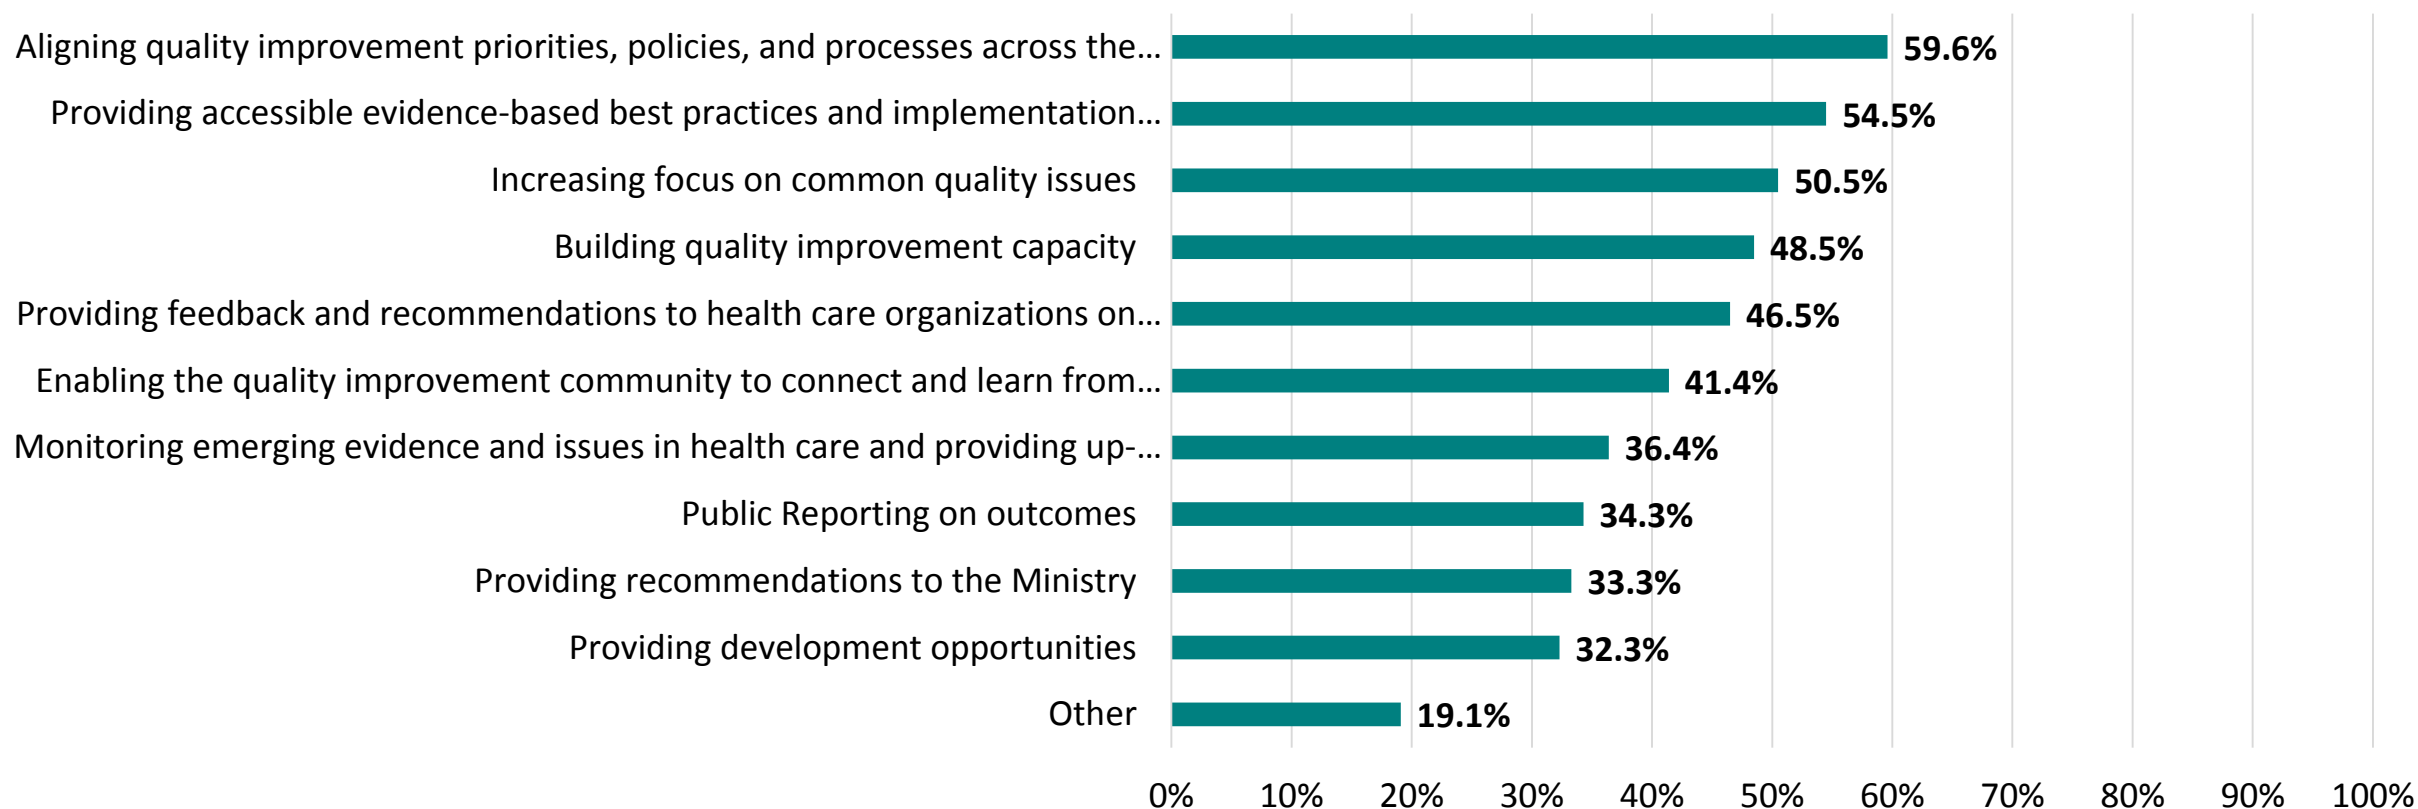 Aligning quality improvement priorities, policies, and processes across the... 59.6%
Providing accessible evidence-based best practices and implementation... 54.5%
Increasing focus on common quality issues 50.5%
Building quality improvement capacity 48.5%
Providing feedback and recommendations to health care organizations on... 46.5%
Enabling the quality improvement community to connect and learn from... 41.4%
Monitoring emerging evidence and issues in health care and providing up-... 36.4%
Public Reporting on outcomes 34.3%
Providing recommendations to the Ministry 33.3%
Providing development opportunities 32.3%
Other 19.1%
0% 10% 20% 30% 40% 50% 60% 70% 80% 90% 100%